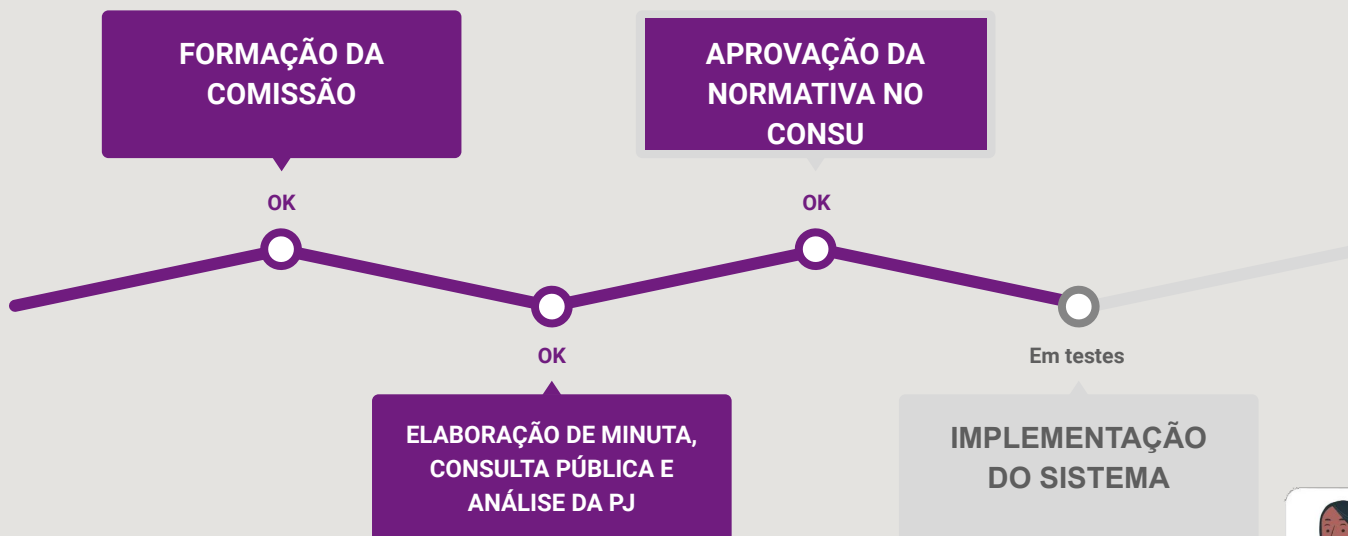 FORMAÇÃO DA
COMISSÃO
OK
OK
ELABORAÇÃO DE MINUTA,
CONSULTA PÚBLICA E
ANÁLISE DA PJ
APROVAÇÃO DA
NORMATIVA NO
CONSU
OK
Em testes
IMPLEMENTAÇÃO
DO SISTEMA